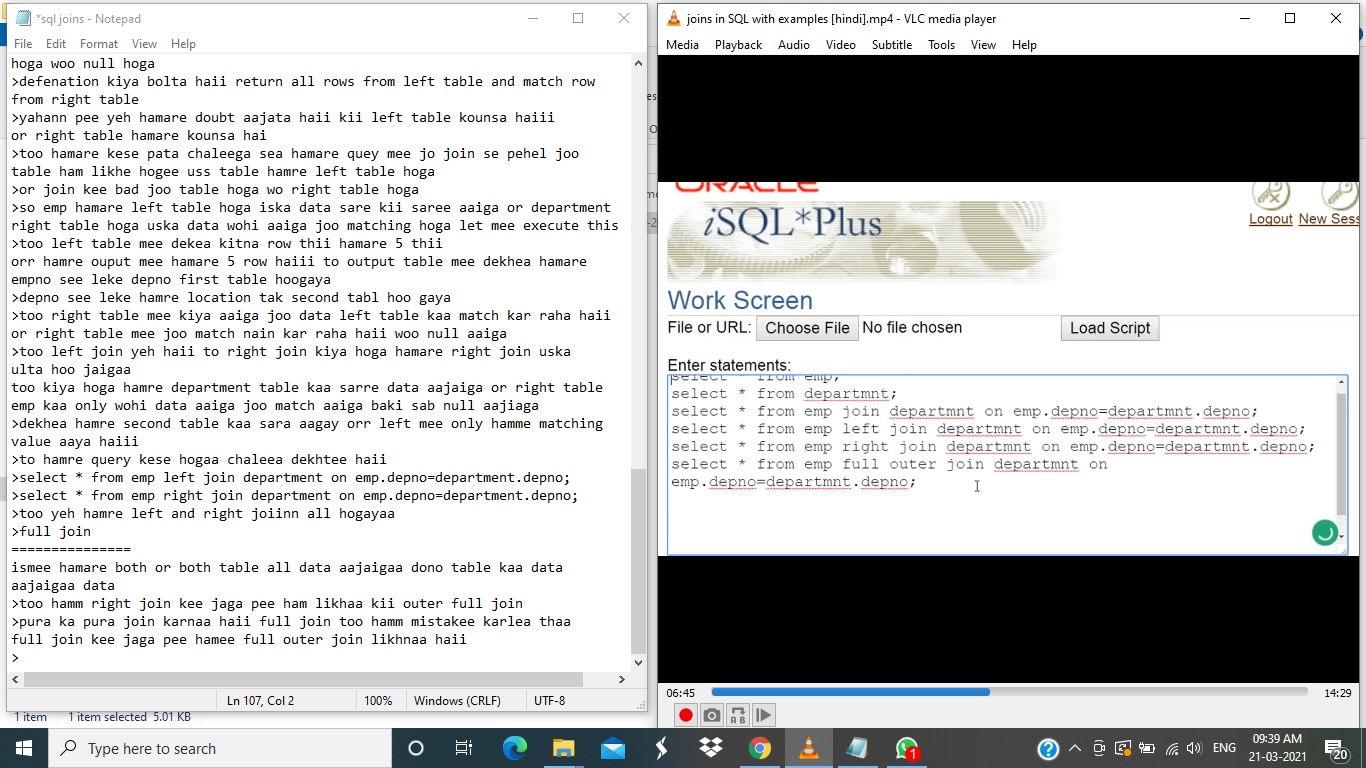 *sql joins - Notepad
File Edit Format View Help
hoga woo null hoga
>defenation kiya bolta haii return all rows from left table and match row
from right table
>yahann pee yeh hamare doubt aajata haii kii left table kounsa haiii
or right table hamare kounsa hai
>too hamare kese pata chaleega sea hamare quey mee jo join se pehel joo
table ham likhe hogee uss table hamre left table hoga
>or join kee bad joo table hoga wo right table hoga
>so emp hamare left table hoga iska data sare kii saree aaiga or department
right table hoga uska data wohi aaiga joo matching hoga let mee execute this
>too left table mee dekea kitna row thii hamare 5 thii
orr hamre ouput mee hamare 5 row haiii to output table mee dekhea hamare
empno see leke depno first table hoogaya
>depno see leke hamre location tak second tabl hoo gaya
>too right table mee kiya aaiga joo data left table kaa match kar raha haii
or right table mee joo match nain kar raha haii woo null aaiga
>too left join yeh haii to right join kiya hoga hamare right join uska
ulta hoo jaigaa
too kiya hoga hamre department table kaa sarre data aajaiga or right table
emp kaa only wohi data aaiga joo match aaiga baki sab null aajiaga
>dekhea hamre second table kaa sara aagay orr left mee only hamme matching
value aaya haiii
>to hamre query kese hogaa chaleea dekhtee haii
>select * from emp left join department on emp.depno=department.depno;
>select * from emp right join department on emp.depno=department.depno;
>too yeh hamre left and right joiinn all hogayaa
>full join
===============
ismee hamare both or both table all data aajaigaa dono table kaa data
aajaigaa data
>too hamm right join kee jaga pee ham likhaa kii outer full join
>pura ka pura join karnaa haii full join too hamm mistakee karlea thaa
full join kee jaga pee hamee full outer join likhnaa haii
>
Ln 107, Col 2 100% Windows (CRLF) UTF-8
1 item 1 item selected 5.01 KB
joins in SQL with examples [hindi].mp4 - VLC media player
Media Playback Audio Video Subtitle Tools View Help
ORACLE
iSQL*Plus
Logout New Sess
Work Screen
File or URL: Choose File No file chosen Load Script
Enter statements:
select * from emp;
select * from departmnt;
select * from emp join departmnt on emp.depno=departmnt.depno;
select * from emp left join departmnt on emp.depno=departmnt.depno;
select * from emp right join departmnt on emp.depno=departmnt.depno;
select * from emp full outer join departmnt on
emp.depno=departmnt.depno;
06:45 14:29
Type here to search
1
ENG
09:39 AM
21-03-2021
20